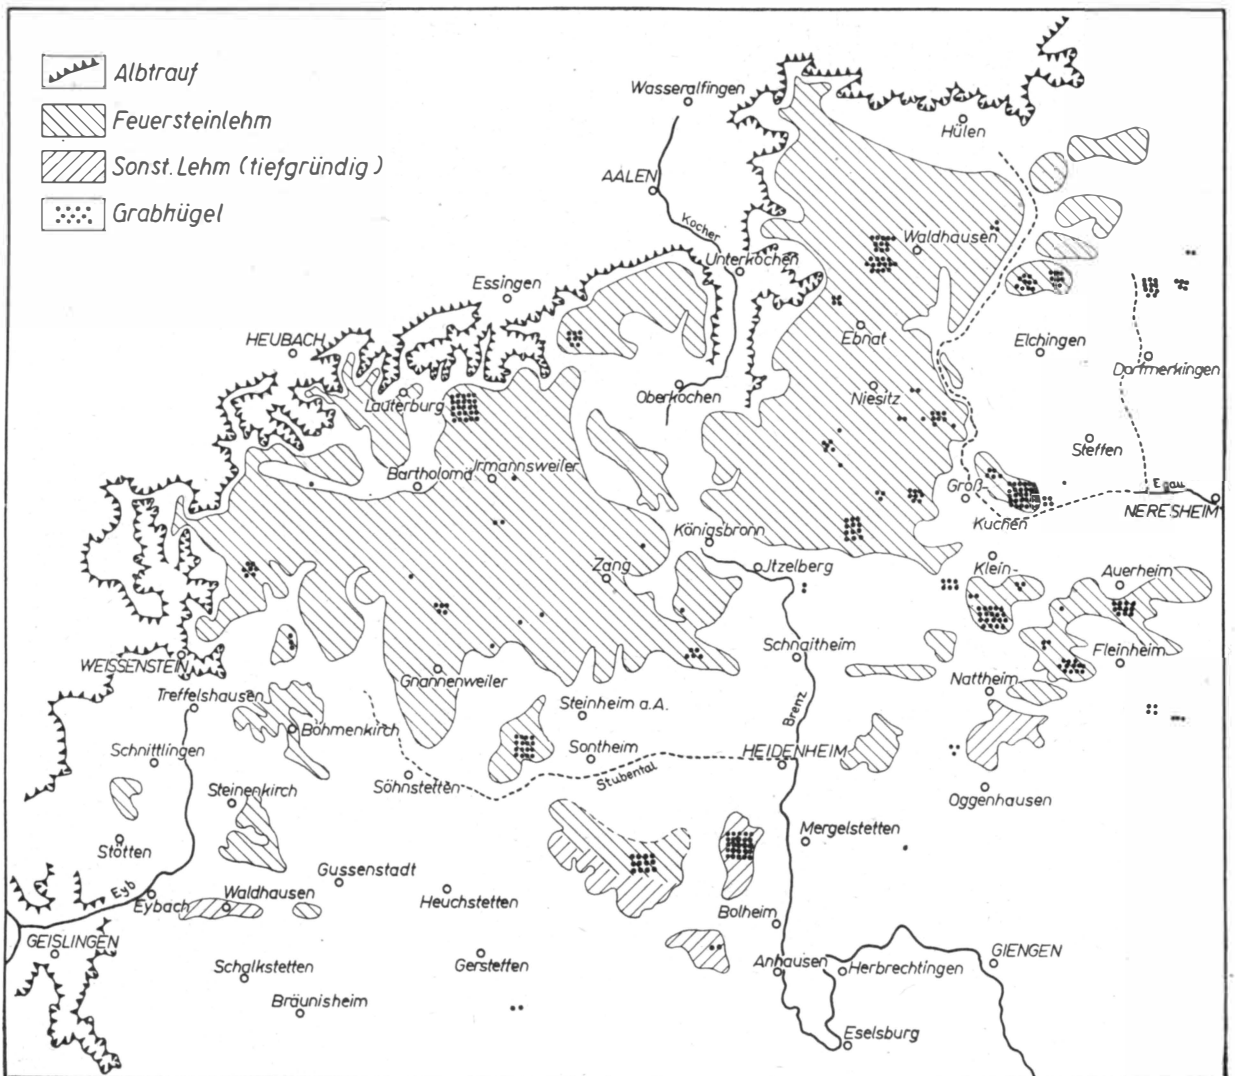 Albtrauf
Feuersteinlehm
Sonst. Lehm (tiefgründig)
Grabhügel
Wasseralfingen
Hülen
AALEN
Kocher
Waldhausen
Unterkochen
Essingen
HEUBACH
Ebnat
Elchingen
Dorfmerkingen
Lauterburg
Oberkochen
Niesitz
Steffen
Bartholomä
Irmannsweiler
Groß-
Kuchen
Egau
NERESHEIM
Königsbronn
Zang
Jtzelberg
Klein-
Auerheim
WEISSENSTEIN
Schnaitheim
Fleinheim
Treffelshausen
Gnannenweiler
Nattheim
Steinheim a.A.
Brenz
Böhmenkirch
Schnittlingen
Sontheim
HEIDENHEIM
Stubental
Söhnstetten
Steinenkirch
Oggenhausen
Mergelstetten
Stötten
Gussenstadt
Eyb
Eybach
Waldhausen
Heuchstetten
Bolheim
GEISLINGEN
Schalkstetten
Gerstetten
Anhausen
Herbrechtingen
GIENGEN
Bräunisheim
Eselsburg